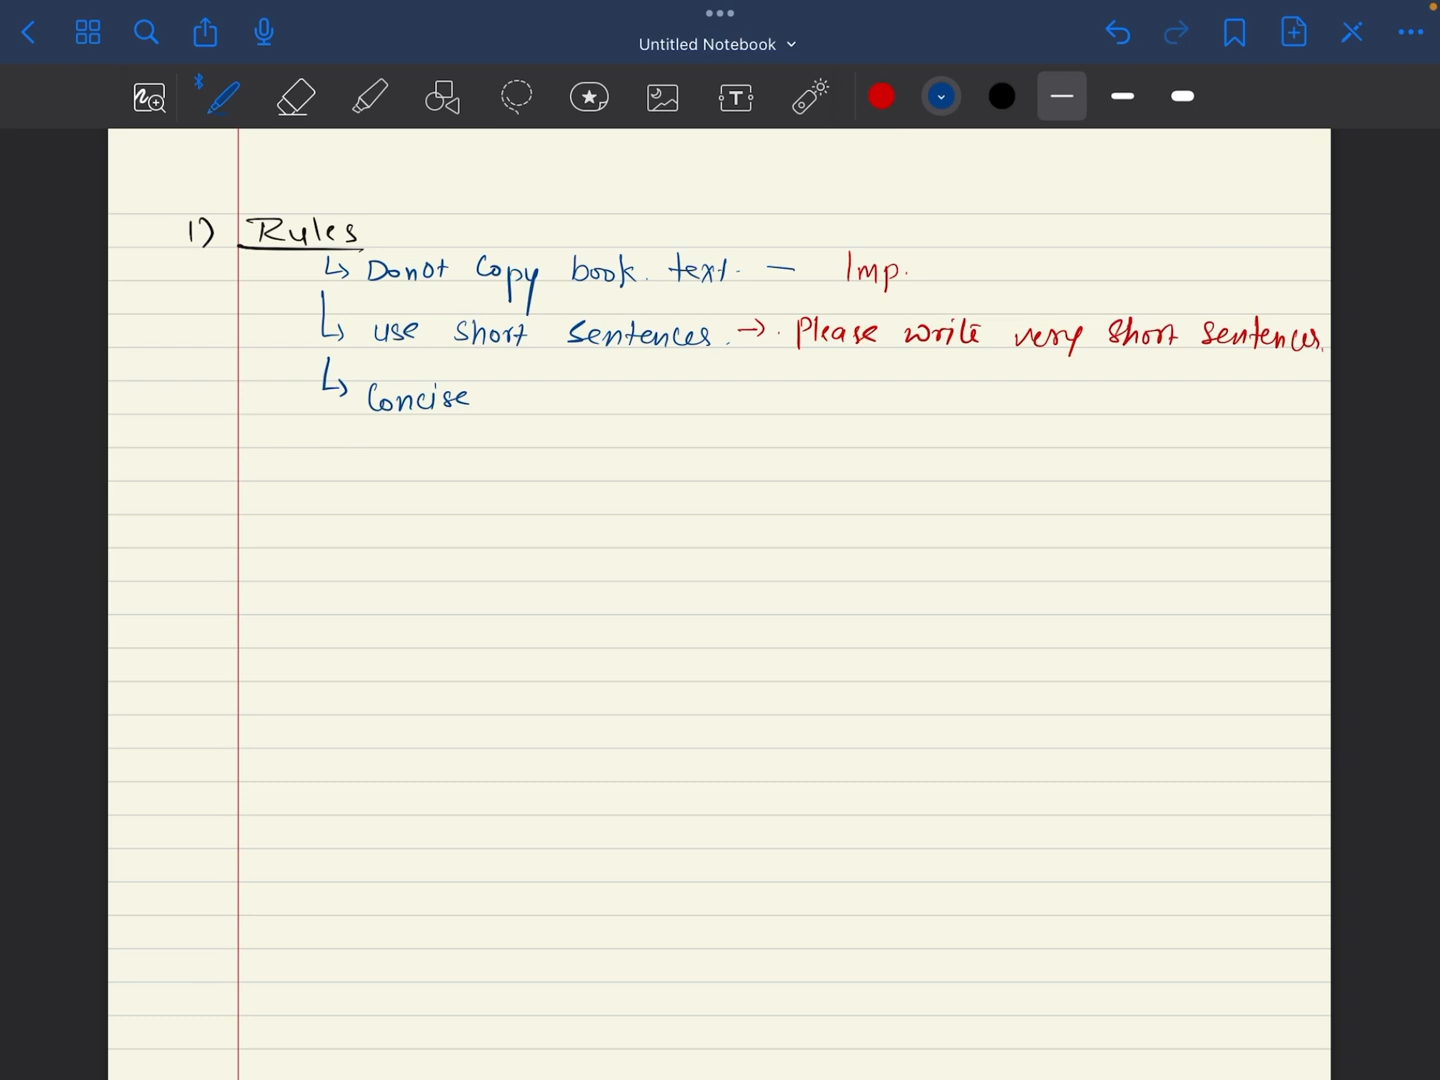 Untitled Notebook
1) Rules
↳ Donot Copy book. text. — Imp.
↳ use short sentences. → Please write very short sentences.
↳ Concise